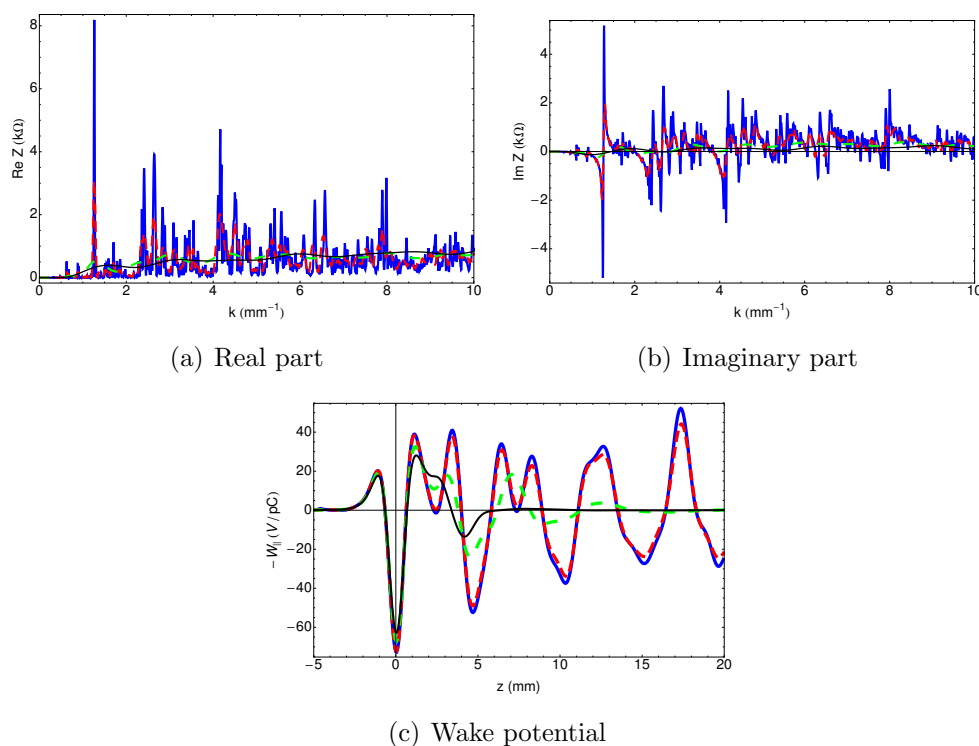 8
6
4
2
0
Re Z (kΩ)
0 2 4 6 8 10
k (mm⁻¹)
(a) Real part
4
2
0
−2
−4
Im Z (kΩ)
0 2 4 6 8 10
k (mm⁻¹)
(b) Imaginary part
40
20
0
−20
−40
−60
−W∥ (V/pC)
−5 0 5 10 15 20
z (mm)
(c) Wake potential